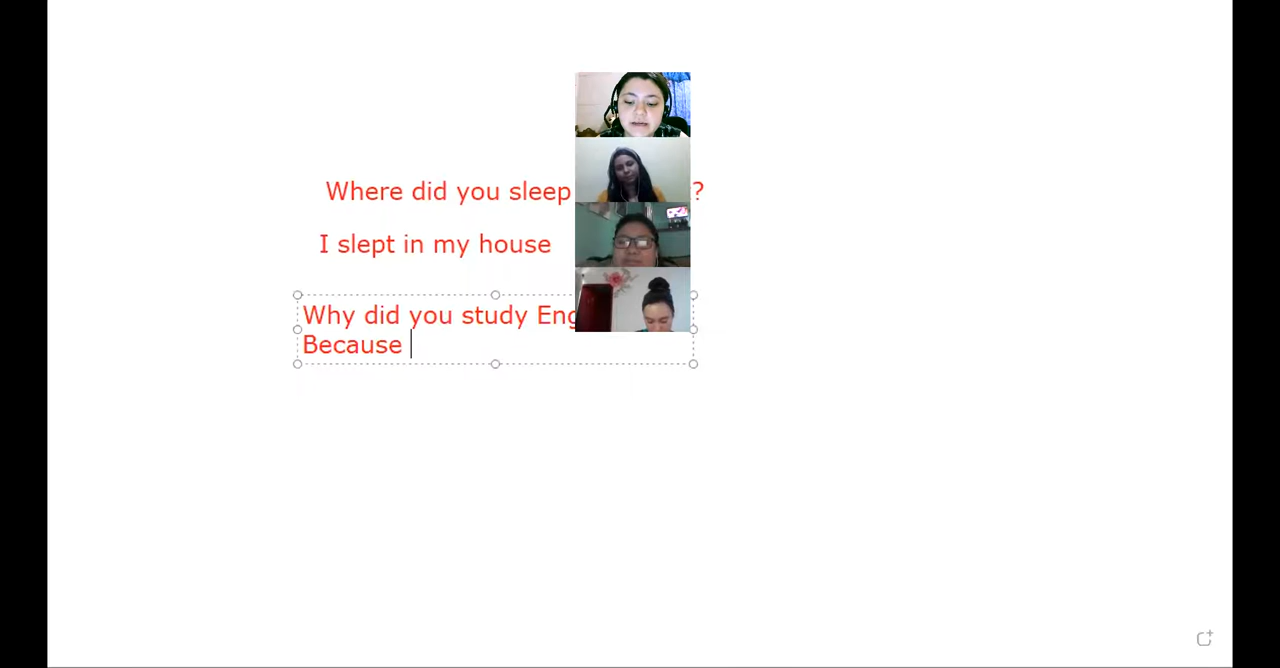 Where did you sleep ?
I slept in my house
Why did you study Eng
Because